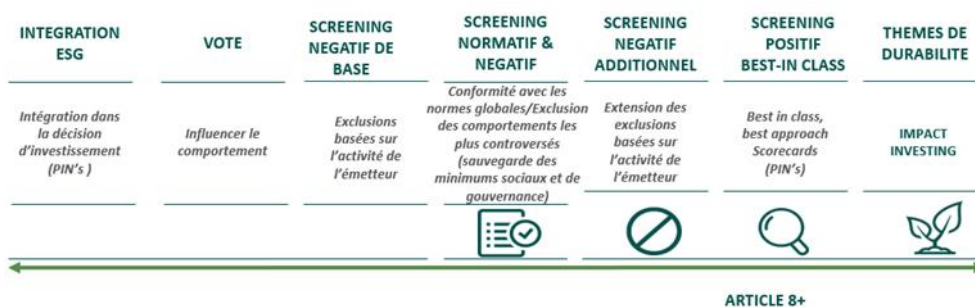 INTEGRATION
ESG
Intégration dans
la décision
d'investissement
(PIN's )
VOTE
Influencer le
comportement
SCREENING
NEGATIF DE
BASE
Exclusions
basées sur
l'activité de
l'émetteur
SCREENING
NORMATIF &
NEGATIF
Conformité avec les
normes globales/Exclusion
des comportements les
plus controversés
(sauvegarde des
minimums sociaux et de
gouvernance)
SCREENING
NEGATIF
ADDITIONNEL
Extension des
exclusions
basées sur
l'activité de
l'émetteur
SCREENING
POSITIF
BEST-IN CLASS
Best in class,
best approach
Scorecards
(PIN's)
THEMES DE
DURABILITE
IMPACT
INVESTING
ARTICLE 8+